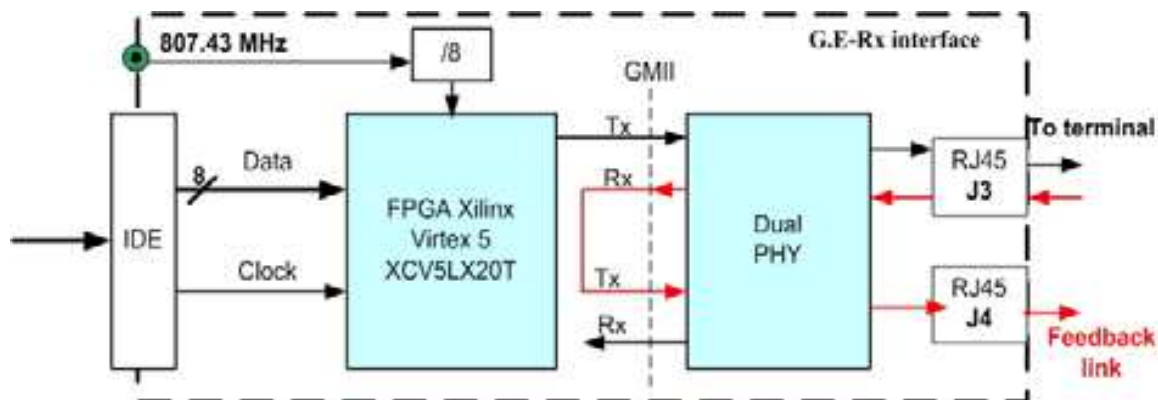 807.43 MHz
/8
G.E-Rx interface
GMII
IDE
8
Data
Clock
FPGA Xilinx
Virtex 5
XCV5LX20T
Tx
Rx
Tx
Rx
Dual
PHY
RJ45
J3
To terminal
RJ45
J4
Feedback
link